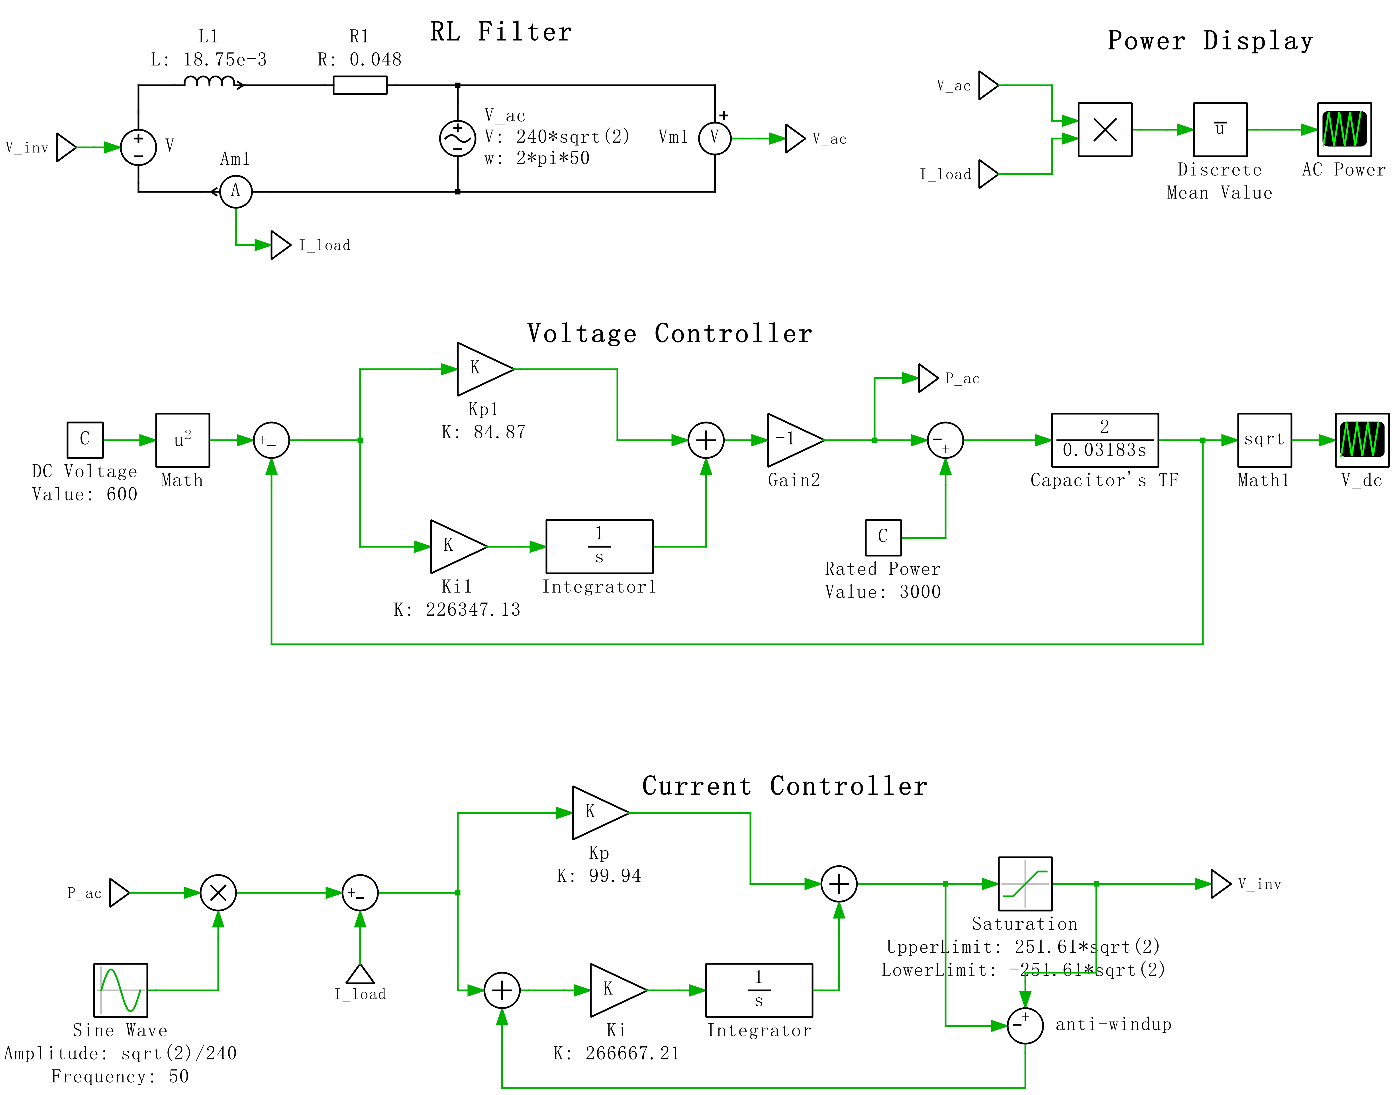 RL Filter
L1
L: 18.75e-3
R1
R: 0.048
V_inv
V
V_ac
V: 240*sqrt(2)
w: 2*pi*50
Vm1
V
V_ac
Am1
A
I_load
Power Display
V_ac
I_load
u
Discrete
Mean Value
AC Power
Voltage Controller
C
DC Voltage
Value: 600
u²
Math
K
Kp1
K: 84.87
K
Ki1
K: 226347.13
1
s
Integrator1
-1
Gain2
P_ac
C
Rated Power
Value: 3000
2
0.03183s
Capacitor's TF
sqrt
Math1
V_dc
Current Controller
P_ac
Sine Wave
Amplitude: sqrt(2)/240
Frequency: 50
I_load
K
Kp
K: 99.94
K
Ki
K: 266667.21
1
s
Integrator
Saturation
UpperLimit: 251.61*sqrt(2)
LowerLimit: -251.61*sqrt(2)
V_inv
anti-windup